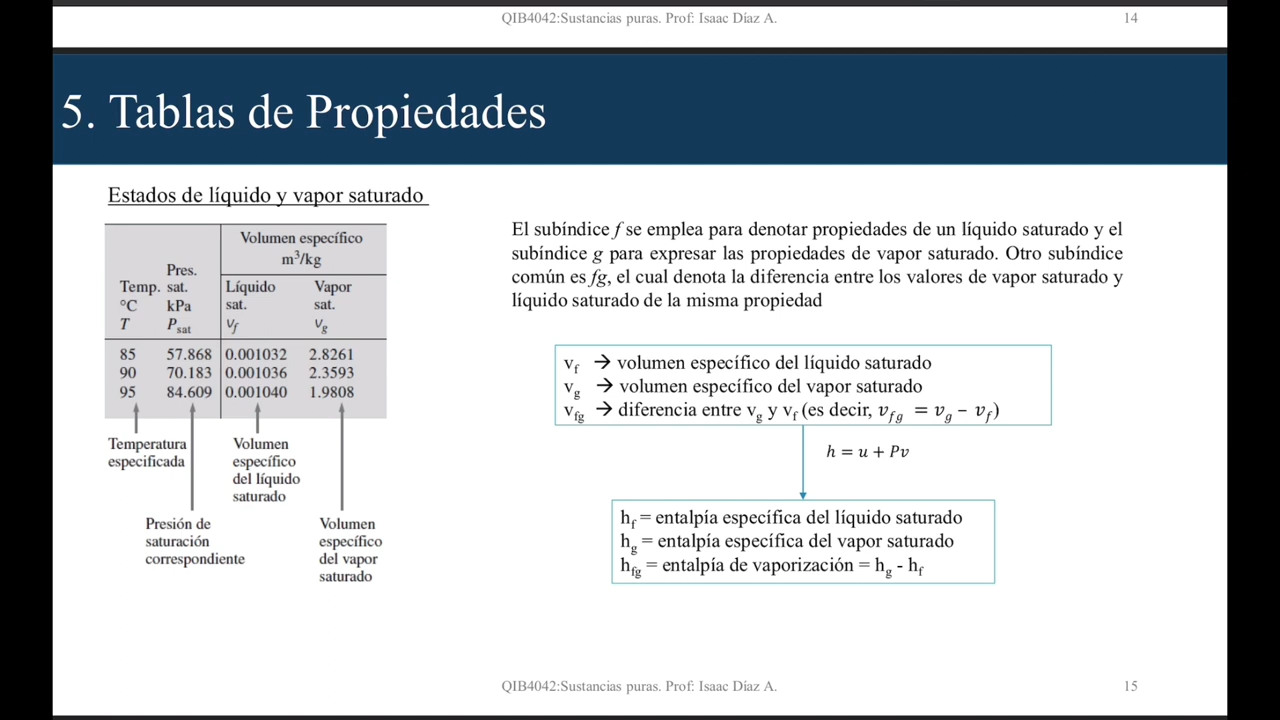 QIB4042:Sustancias puras. Prof: Isaac Díaz A.
14
5. Tablas de Propiedades
Estados de líquido y vapor saturado
Volumen específico
m³/kg
Pres.
Temp. sat. Líquido Vapor
°C kPa sat. sat.
T P_sat v_f v_g
85 57.868 0.001032 2.8261
90 70.183 0.001036 2.3593
95 84.609 0.001040 1.9808
Temperatura
especificada
Volumen
específico
del líquido
saturado
Presión de
saturación
correspondiente
Volumen
específico
del vapor
saturado
El subíndice f se emplea para denotar propiedades de un líquido saturado y el
subíndice g para expresar las propiedades de vapor saturado. Otro subíndice
común es fg, el cual denota la diferencia entre los valores de vapor saturado y
líquido saturado de la misma propiedad
v_f → volumen específico del líquido saturado
v_g → volumen específico del vapor saturado
v_fg → diferencia entre v_g y v_f (es decir, v_fg = v_g − v_f)
h = u + Pv
h_f = entalpía específica del líquido saturado
h_g = entalpía específica del vapor saturado
h_fg = entalpía de vaporización = h_g - h_f
QIB4042:Sustancias puras. Prof: Isaac Díaz A.
15